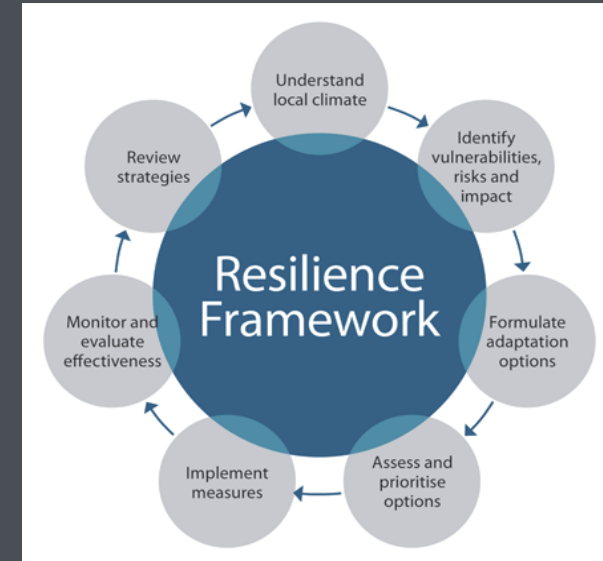 Understand
local climate
Identify
vulnerabilities,
risks and
impact
Formulate
adaptation
options
Assess and
prioritise
options
Implement
measures
Monitor and
evaluate
effectiveness
Review
strategies
Resilience
Framework